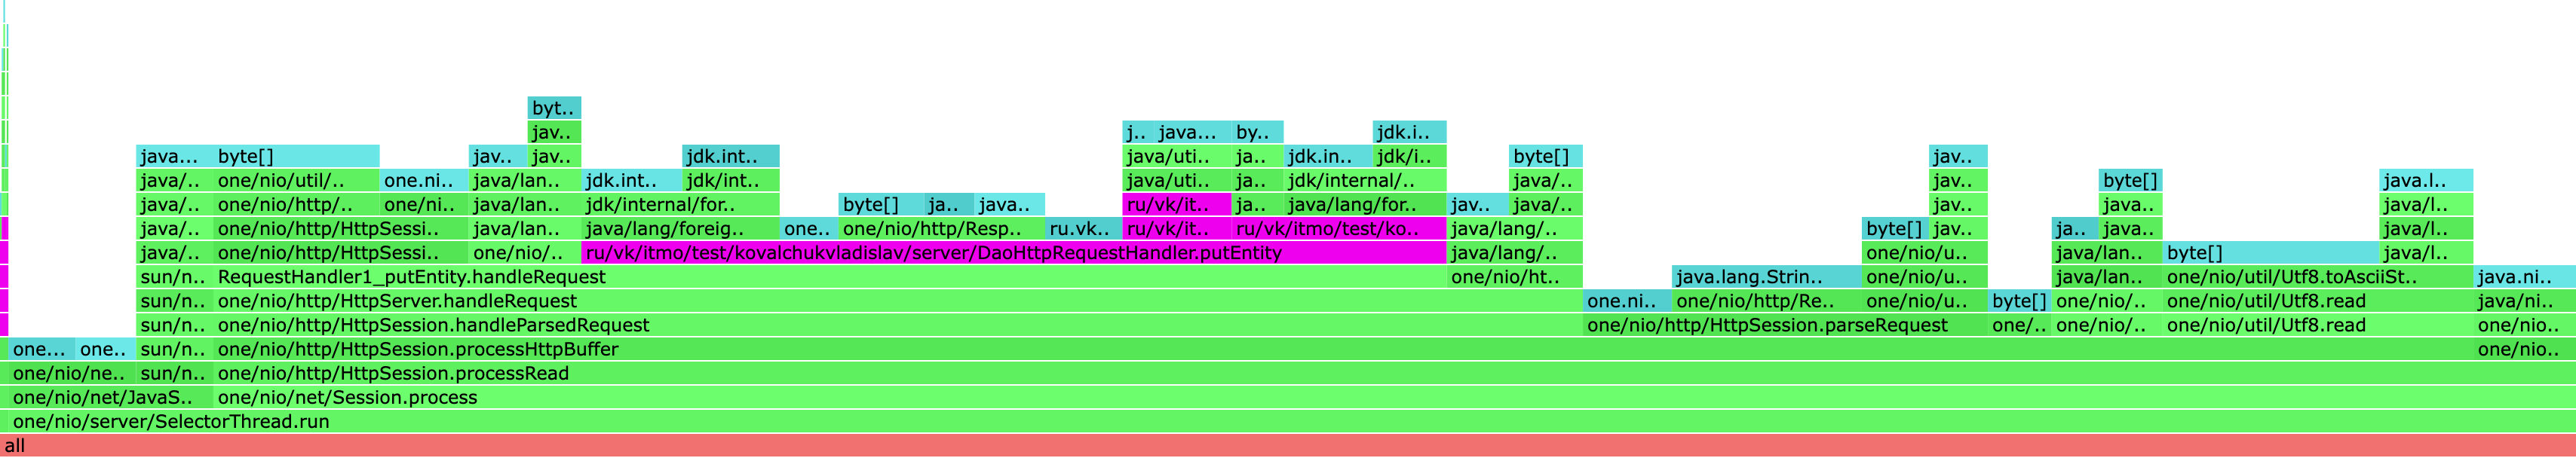 byt..
jav.. j.. java... by.. jdk.i..
java... byte[] jav.. jav.. jdk.int.. java/uti.. ja.. jdk.in.. jdk/i.. byte[] jav..
java/.. one/nio/util/.. one.ni.. java/lan.. jdk.int.. jdk/int.. java/uti.. ja.. jdk/internal/.. java/.. jav.. byte[] java.l..
java/.. one/nio/http/.. one/ni.. java/lan.. jdk/internal/for.. byte[] ja.. java.. ru/vk/it.. ja.. java/lang/for.. jav.. java/.. jav.. java.. java/l..
java/.. one/nio/http/HttpSessi.. java/lan.. java/lang/foreig.. one.. one/nio/http/Resp.. ru.vk.. ru/vk/it.. ru/vk/itmo/test/ko.. java/lang/.. byte[] jav.. ja.. java.. java/l..
java/.. one/nio/http/HttpSessi.. one/nio/.. ru/vk/itmo/test/kovalchukvladislav/server/DaoHttpRequestHandler.putEntity java/lang/.. one/nio/u.. java/lan.. byte[] java/l..
sun/n.. RequestHandler1_putEntity.handleRequest one/nio/ht.. java.lang.Strin.. one/nio/u.. java/lan.. one/nio/util/Utf8.toAsciiSt.. java.ni..
sun/n.. one/nio/http/HttpServer.handleRequest one.ni.. one/nio/http/Re.. one/nio/u.. byte[] one/nio/.. one/nio/util/Utf8.read java/ni..
sun/n.. one/nio/http/HttpSession.handleParsedRequest one/nio/http/HttpSession.parseRequest one/.. one/nio/.. one/nio/util/Utf8.read one/nio..
one... one.. sun/n.. one/nio/http/HttpSession.processHttpBuffer one/nio..
one/nio/ne.. sun/n.. one/nio/http/HttpSession.processRead
one/nio/net/JavaS.. one/nio/net/Session.process
one/nio/server/SelectorThread.run
all